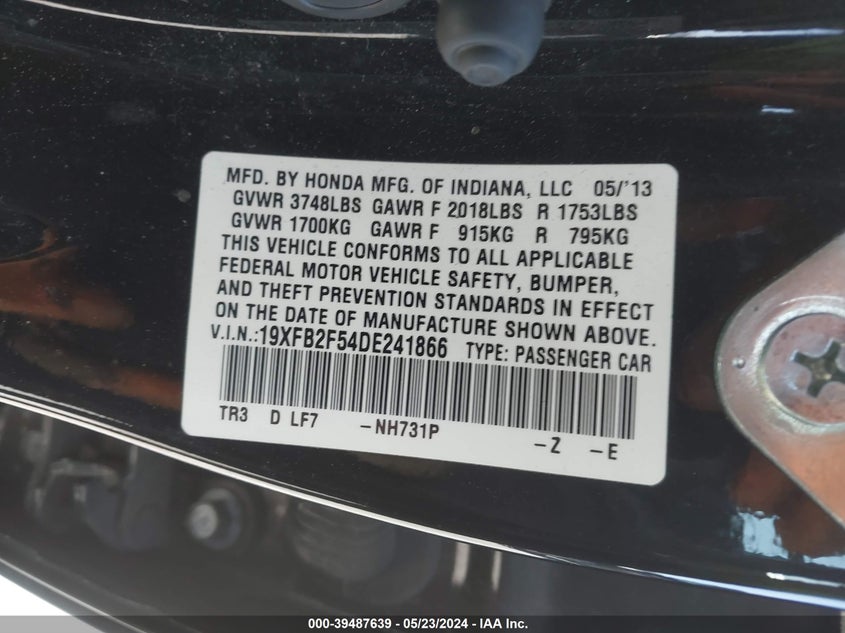 MFD. BY HONDA MFG. OF INDIANA, LLC 05/'13
GVWR 3748LBS GAWR F 2018LBS R 1753LBS
GVWR 1700KG GAWR F 915KG R 795KG
THIS VEHICLE CONFORMS TO ALL APPLICABLE
FEDERAL MOTOR VEHICLE SAFETY, BUMPER,
AND THEFT PREVENTION STANDARDS IN EFFECT
ON THE DATE OF MANUFACTURE SHOWN ABOVE.
V.I.N.:19XFB2F54DE241866 TYPE: PASSENGER CAR
TR3 D LF7 -NH731P -Z -E
000-39487639 - 05/23/2024 - IAA Inc.